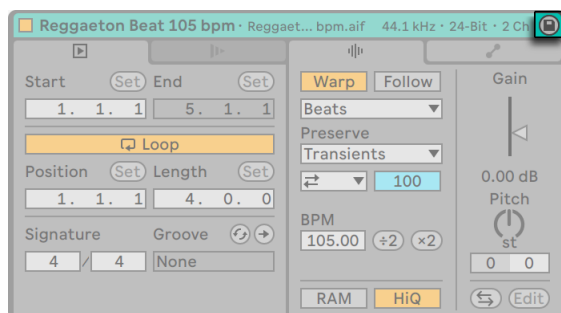 Reggaeton Beat 105 bpm · Reggaet... bpm.aif 44.1 kHz · 24-Bit · 2 Ch
Start Set End Set
1. 1. 1 5. 1. 1
Loop
Position Set Length Set
1. 1. 1 4. 0. 0
Signature Groove
4 / 4 None
Warp Follow
Beats
Preserve
Transients
100
BPM
105.00 ÷2 ×2
RAM HiQ
Gain
0.00 dB
Pitch
st
0 0
Edit